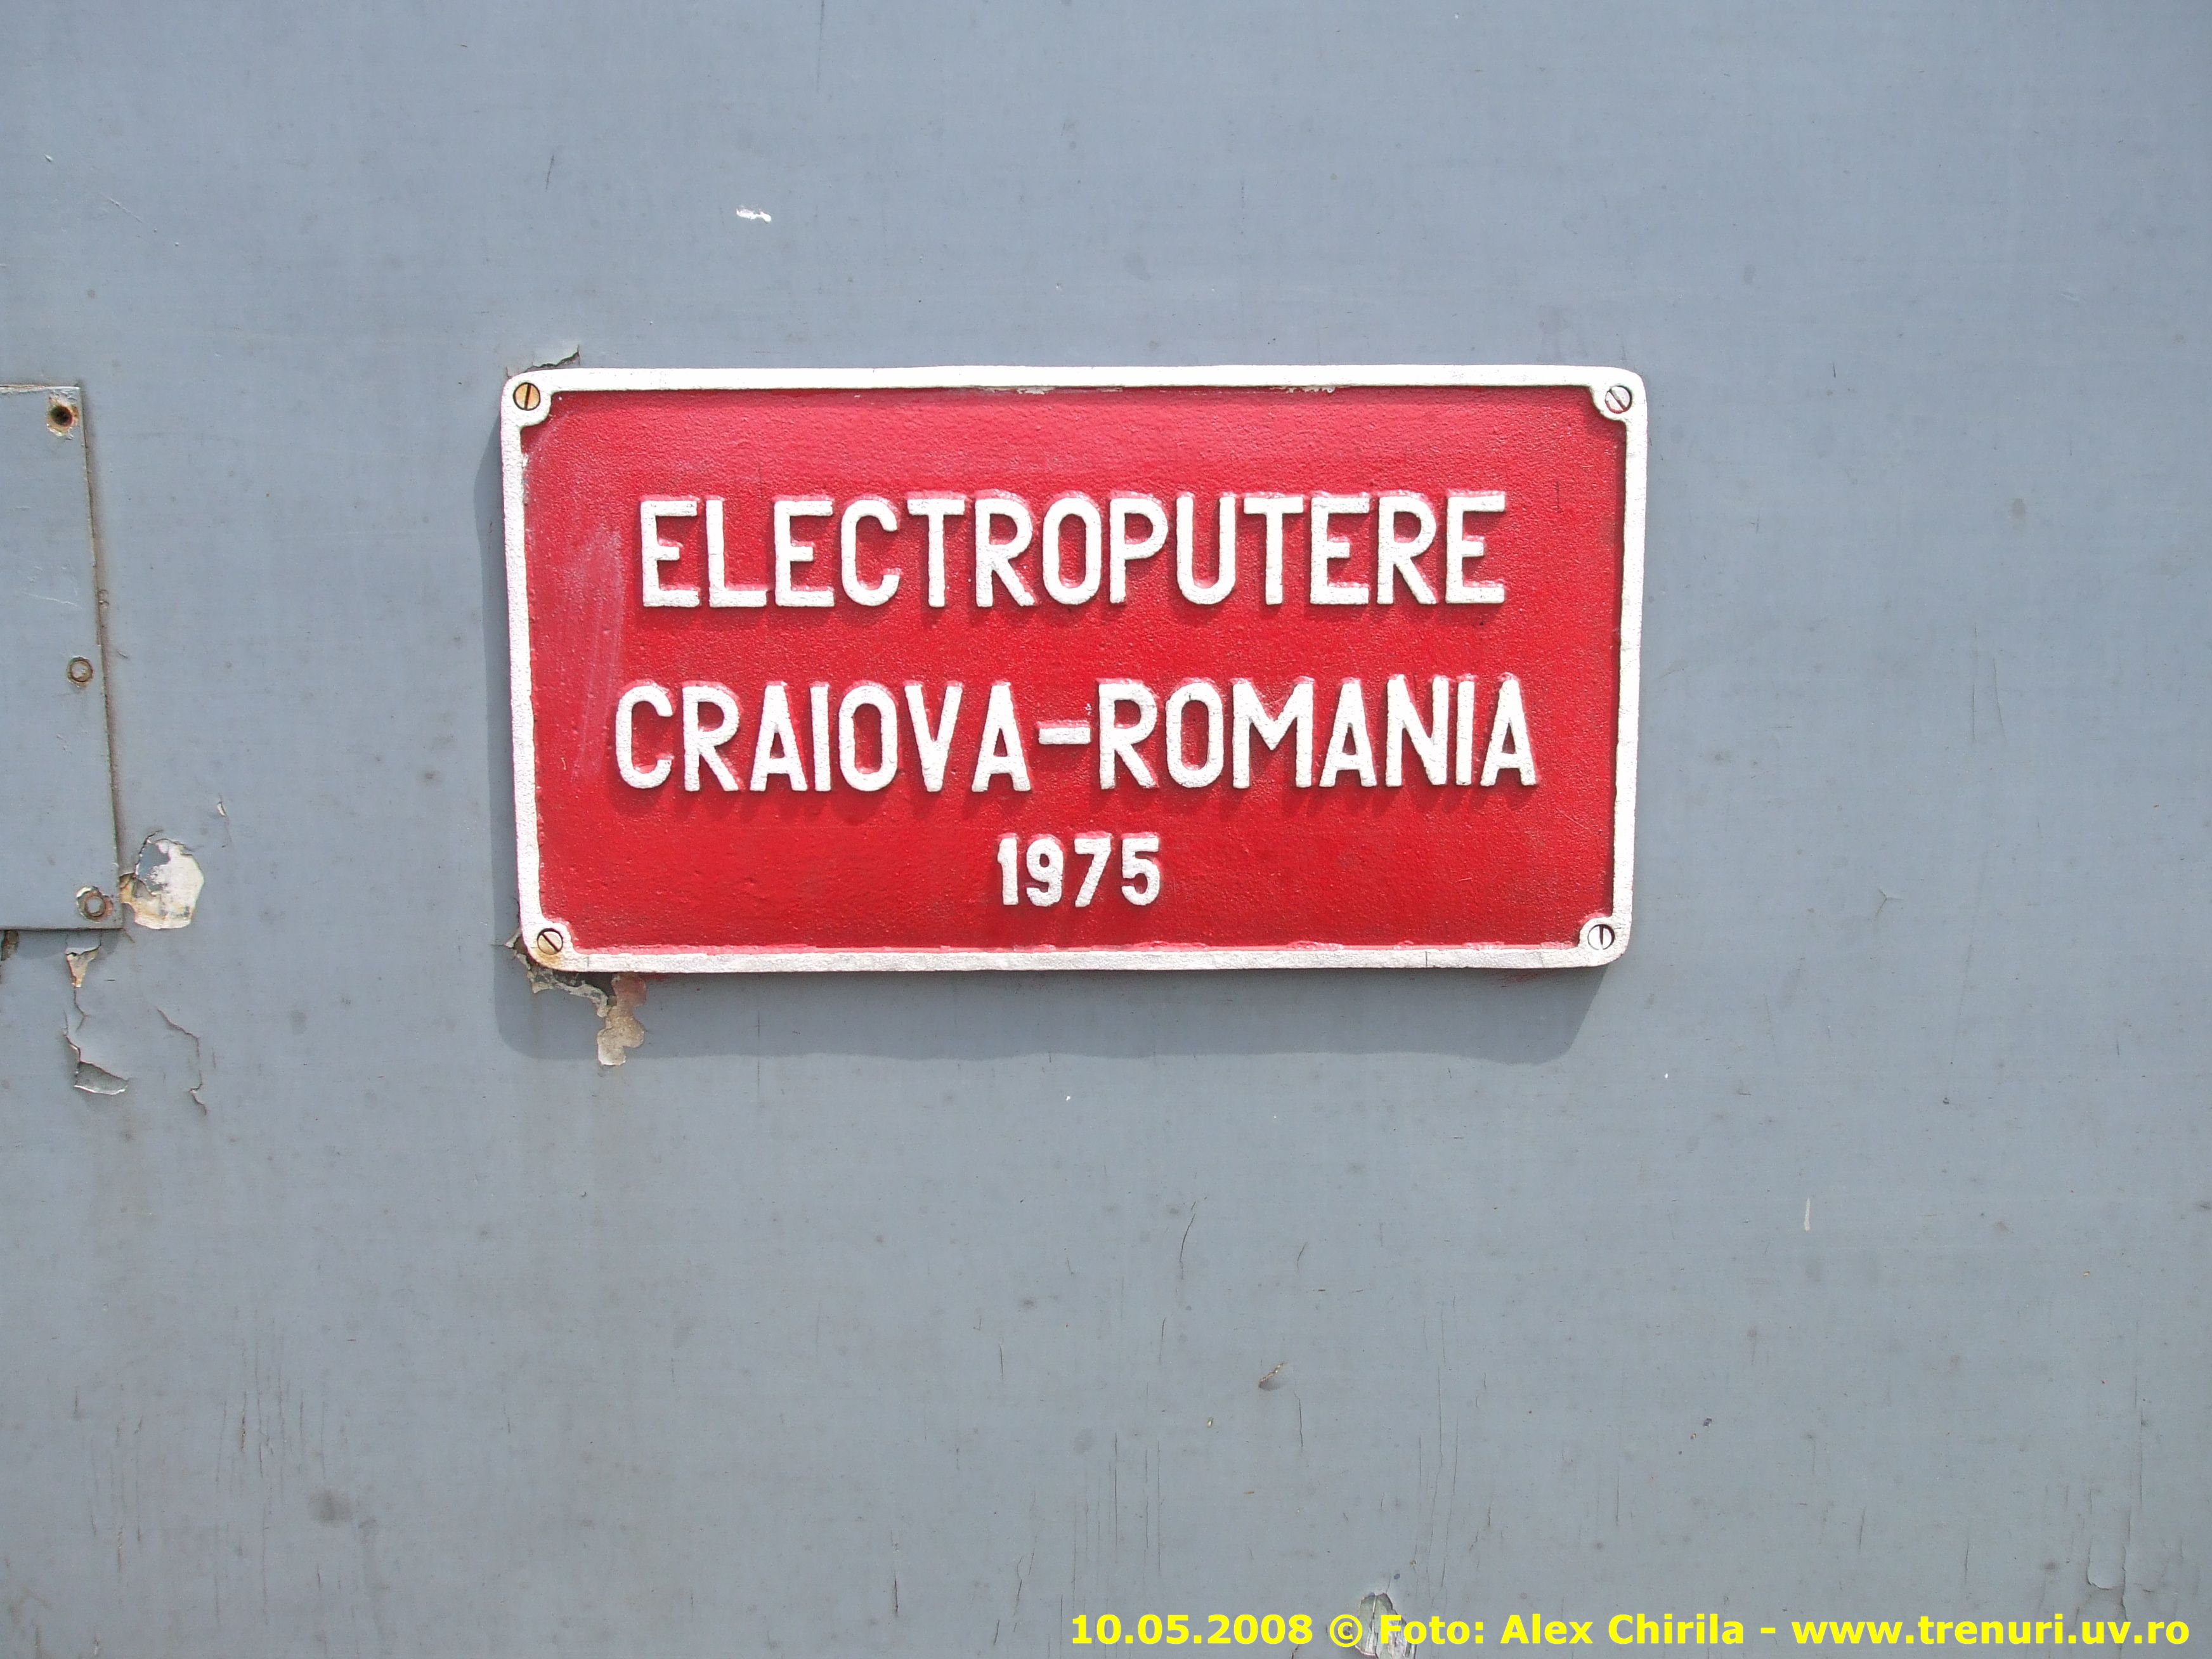 ELECTROPUTERE
CRAIOVA-ROMANIA
1975
10.05.2008 © Foto: Alex Chirila - www.trenuri.uv.ro